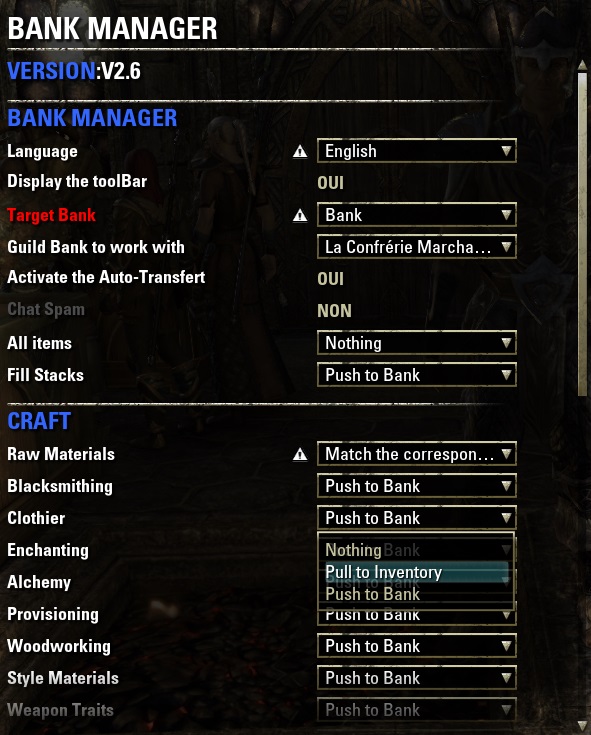 BANK MANAGER
VERSION:V2.6
BANK MANAGER
Language English
Display the toolBar OUI
Target Bank Bank
Guild Bank to work with La Confrérie Marcha...
Activate the Auto-Transfert OUI
Chat Spam NON
All items Nothing
Fill Stacks Push to Bank
CRAFT
Raw Materials Match the correspon...
Blacksmithing Push to Bank
Clothier Push to Bank
Enchanting Nothing Bank
Pull to Inventory
Alchemy Push to Bank
Push to Bank
Provisioning Push to Bank
Woodworking Push to Bank
Style Materials Push to Bank
Weapon Traits Push to Bank